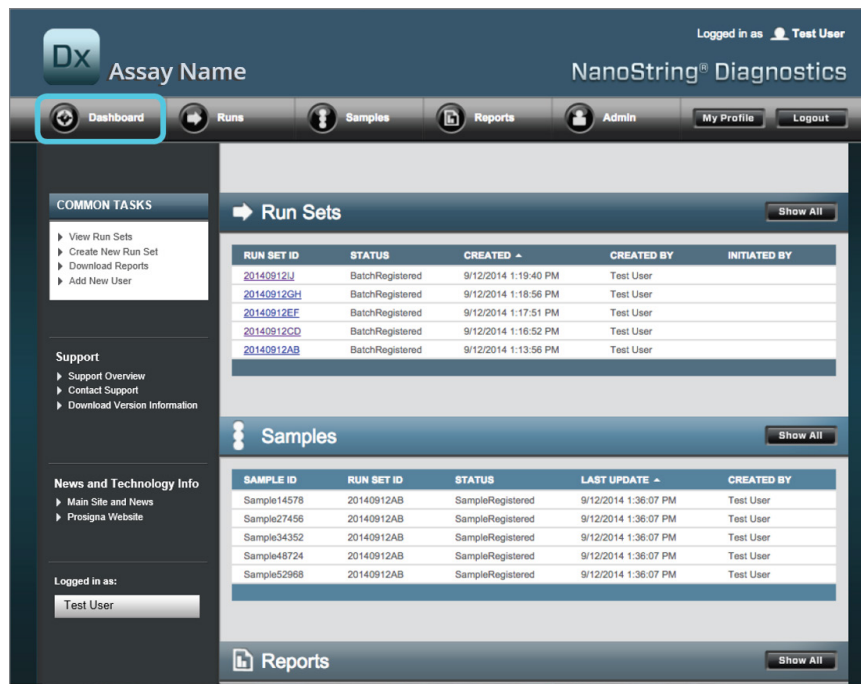 Logged in as Test User
Dx Assay Name
NanoString® Diagnostics
Dashboard Runs Samples Reports Admin My Profile Logout
COMMON TASKS
View Run Sets
Create New Run Set
Download Reports
Add New User
Support
Support Overview
Contact Support
Download Version Information
News and Technology Info
Main Site and News
Prosigna Website
Logged in as:
Test User
Run Sets Show All
RUN SET ID STATUS CREATED CREATED BY INITIATED BY
20140912IJ BatchRegistered 9/12/2014 1:19:40 PM Test User
20140912GH BatchRegistered 9/12/2014 1:18:56 PM Test User
20140912EF BatchRegistered 9/12/2014 1:17:51 PM Test User
20140912CD BatchRegistered 9/12/2014 1:16:52 PM Test User
20140912AB BatchRegistered 9/12/2014 1:13:56 PM Test User
Samples Show All
SAMPLE ID RUN SET ID STATUS LAST UPDATE CREATED BY
Sample14578 20140912AB SampleRegistered 9/12/2014 1:36:07 PM Test User
Sample27456 20140912AB SampleRegistered 9/12/2014 1:36:07 PM Test User
Sample34352 20140912AB SampleRegistered 9/12/2014 1:36:07 PM Test User
Sample48724 20140912AB SampleRegistered 9/12/2014 1:36:07 PM Test User
Sample52968 20140912AB SampleRegistered 9/12/2014 1:36:07 PM Test User
Reports Show All